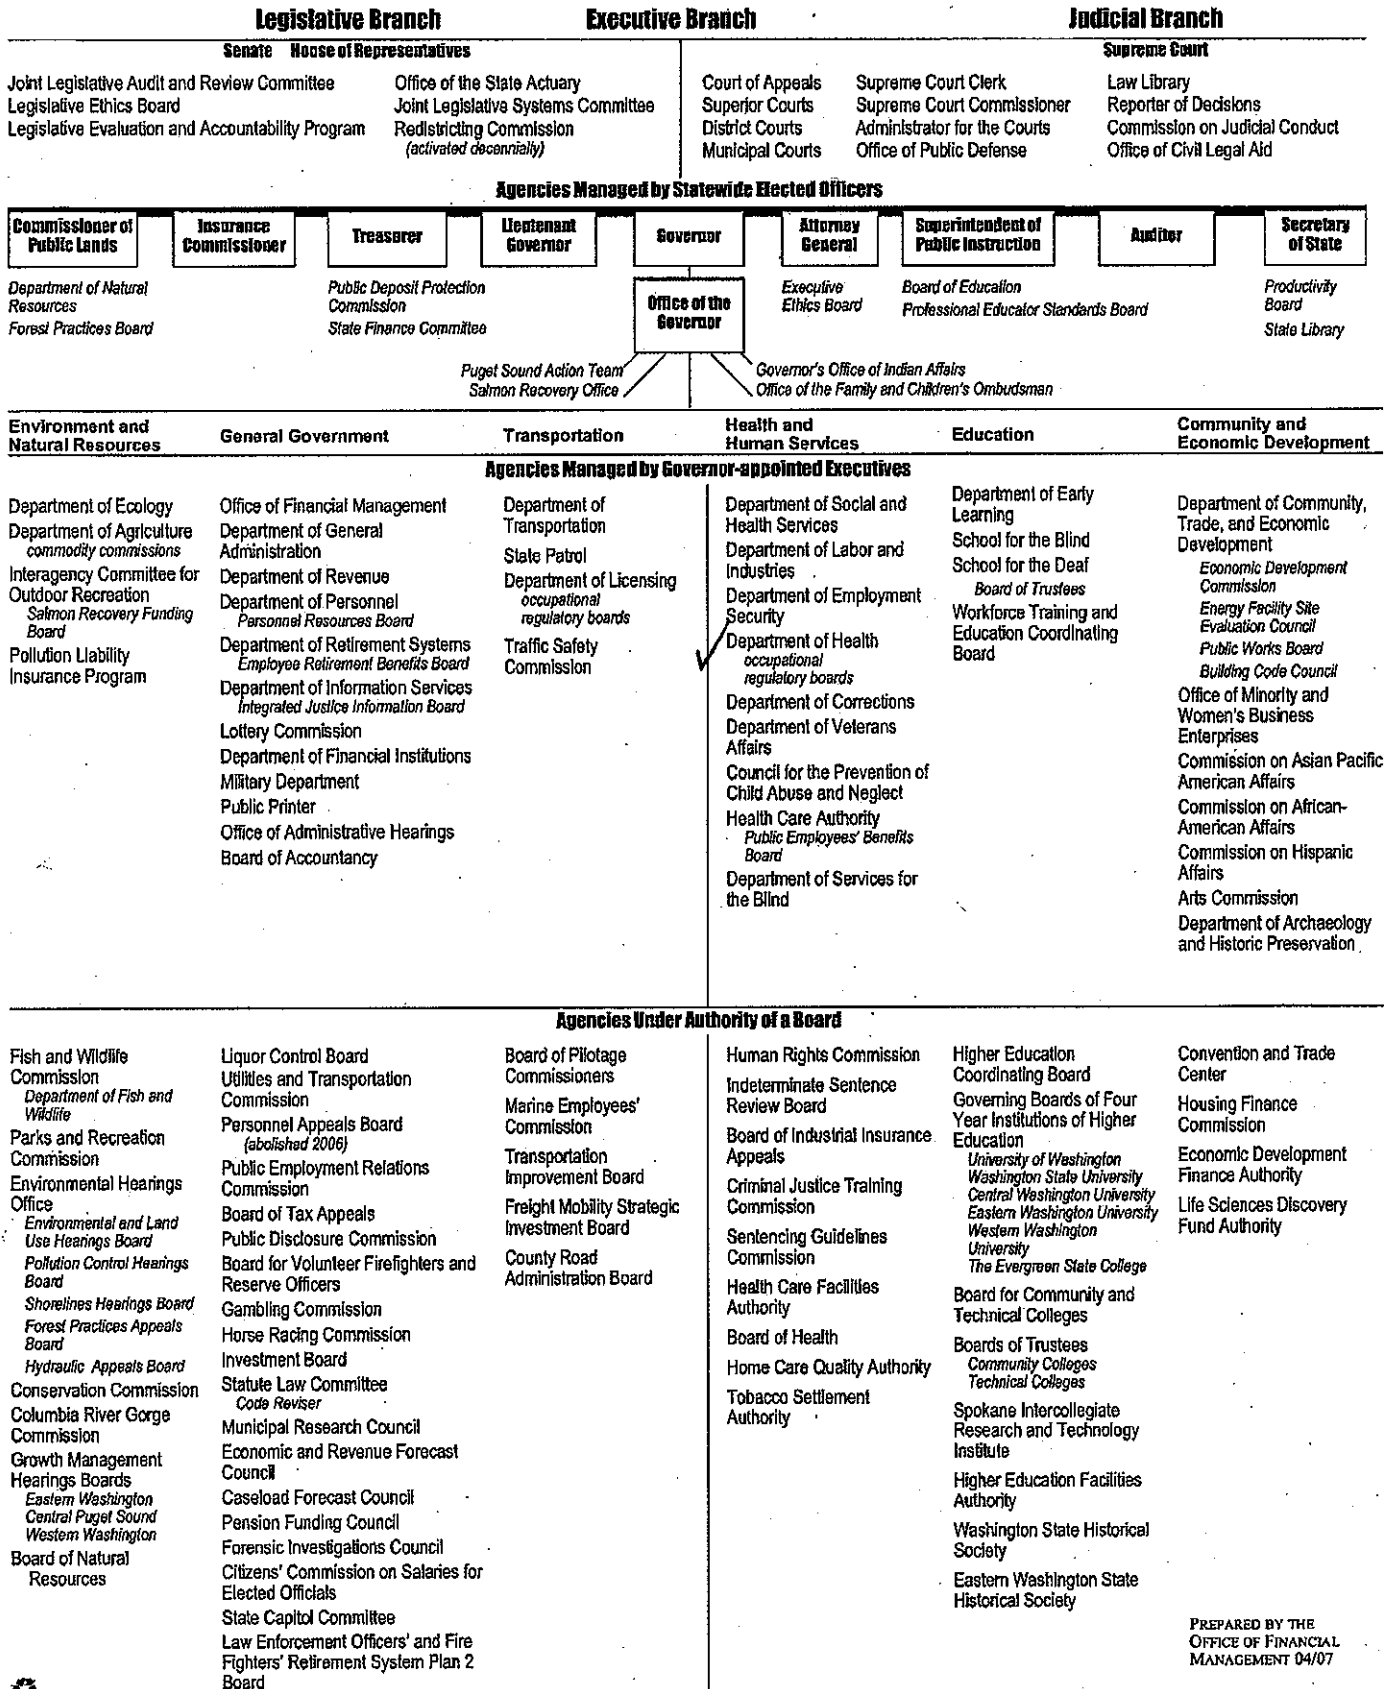 Legislative Branch
Executive Branch
Judicial Branch
Senate House of Representatives
Supreme Court
Joint Legislative Audit and Review Committee
Legislative Ethics Board
Legislative Evaluation and Accountability Program
Office of the State Actuary
Joint Legislative Systems Committee
Redistricting Commission
(activated decennially)
Court of Appeals
Superior Courts
District Courts
Municipal Courts
Supreme Court Clerk
Supreme Court Commissioner
Administrator for the Courts
Office of Public Defense
Law Library
Reporter of Decisions
Commission on Judicial Conduct
Office of Civil Legal Aid
Agencies Managed by Statewide Elected Officers
Commissioner of
Public Lands
Insurance
Commissioner
Treasurer
Lieutenant
Governor
Governor
Attorney
General
Superintendent of
Public Instruction
Auditor
Secretary
of State
Department of Natural
Resources
Forest Practices Board
Public Deposit Protection
Commission
State Finance Committee
Office of the
Governor
Executive
Ethics Board
Board of Education
Professional Educator Standards Board
Productivity
Board
State Library
Puget Sound Action Team
Salmon Recovery Office
Governor's Office of Indian Affairs
Office of the Family and Children's Ombudsman
Environment and
Natural Resources
General Government
Transportation
Health and
Human Services
Education
Community and
Economic Development
Agencies Managed by Governor-appointed Executives
Department of Ecology
Department of Agriculture
commodity commissions
Interagency Committee for
Outdoor Recreation
Salmon Recovery Funding
Board
Pollution Liability
Insurance Program
Office of Financial Management
Department of General
Administration
Department of Revenue
Department of Personnel
Personnel Resources Board
Department of Retirement Systems
Employee Retirement Benefits Board
Department of Information Services
Integrated Justice Information Board
Lottery Commission
Department of Financial Institutions
Military Department
Public Printer
Office of Administrative Hearings
Board of Accountancy
Department of
Transportation
State Patrol
Department of Licensing
occupational
regulatory boards
Traffic Safety
Commission
Department of Social and
Health Services
Department of Labor and
Industries
Department of Employment
Security
Department of Health
occupational
regulatory boards
Department of Corrections
Department of Veterans
Affairs
Council for the Prevention of
Child Abuse and Neglect
Health Care Authority
Public Employees' Benefits
Board
Department of Services for
the Blind
Department of Early
Learning
School for the Blind
School for the Deaf
Board of Trustees
Workforce Training and
Education Coordinating
Board
Department of Community,
Trade, and Economic
Development
Economic Development
Commission
Energy Facility Site
Evaluation Council
Public Works Board
Building Code Council
Office of Minority and
Women's Business
Enterprises
Commission on Asian Pacific
American Affairs
Commission on African-
American Affairs
Commission on Hispanic
Affairs
Arts Commission
Department of Archaeology
and Historic Preservation
Agencies Under Authority of a Board
Fish and Wildlife
Commission
Department of Fish and
Wildlife
Parks and Recreation
Commission
Environmental Hearings
Office
Environmental and Land
Use Hearings Board
Pollution Control Hearings
Board
Shorelines Hearings Board
Forest Practices Appeals
Board
Hydraulic Appeals Board
Conservation Commission
Columbia River Gorge
Commission
Growth Management
Hearings Boards
Eastern Washington
Central Puget Sound
Western Washington
Board of Natural
Resources
Liquor Control Board
Utilities and Transportation
Commission
Personnel Appeals Board
(abolished 2006)
Public Employment Relations
Commission
Board of Tax Appeals
Public Disclosure Commission
Board for Volunteer Firefighters and
Reserve Officers
Gambling Commission
Horse Racing Commission
Investment Board
Statute Law Committee
Code Reviser
Municipal Research Council
Economic and Revenue Forecast
Council
Caseload Forecast Council
Pension Funding Council
Forensic Investigations Council
Citizens' Commission on Salaries for
Elected Officials
State Capitol Committee
Law Enforcement Officers' and Fire
Fighters' Retirement System Plan 2
Board
Board of Pilotage
Commissioners
Marine Employees'
Commission
Transportation
Improvement Board
Freight Mobility Strategic
Investment Board
County Road
Administration Board
Human Rights Commission
Indeterminate Sentence
Review Board
Board of Industrial Insurance
Appeals
Criminal Justice Training
Commission
Sentencing Guidelines
Commission
Health Care Facilities
Authority
Board of Health
Home Care Quality Authority
Tobacco Settlement
Authority
Higher Education
Coordinating Board
Governing Boards of Four
Year Institutions of Higher
Education
University of Washington
Washington State University
Central Washington University
Eastern Washington University
Western Washington
University
The Evergreen State College
Board for Community and
Technical Colleges
Boards of Trustees
Community Colleges
Technical Colleges
Spokane Intercollegiate
Research and Technology
Institute
Higher Education Facilities
Authority
Washington State Historical
Society
Eastern Washington State
Historical Society
Convention and Trade
Center
Housing Finance
Commission
Economic Development
Finance Authority
Life Sciences Discovery
Fund Authority
PREPARED BY THE
OFFICE OF FINANCIAL
MANAGEMENT 04/07